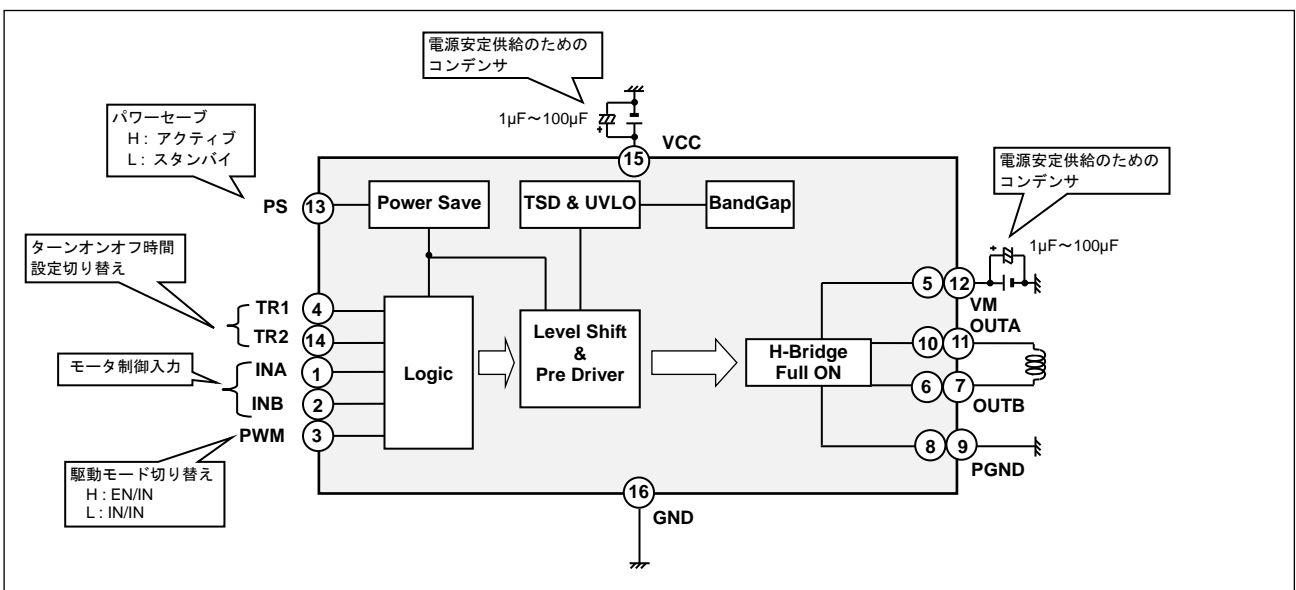 電源安定供給のための
コンデンサ
1µF～100µF
VCC
15
パワーセーブ
H : アクティブ
L : スタンバイ
PS
13
Power Save
TSD & UVLO
BandGap
電源安定供給のための
コンデンサ
1µF～100µF
5
12
VM
ターンオンオフ時間
設定切り替え
TR1
4
TR2
14
モータ制御入力
INA
1
INB
2
PWM
3
Logic
Level Shift
&
Pre Driver
H-Bridge
Full ON
OUTA
10
11
6
7
OUTB
8
9
PGND
駆動モード切り替え
H : EN/IN
L : IN/IN
16
GND